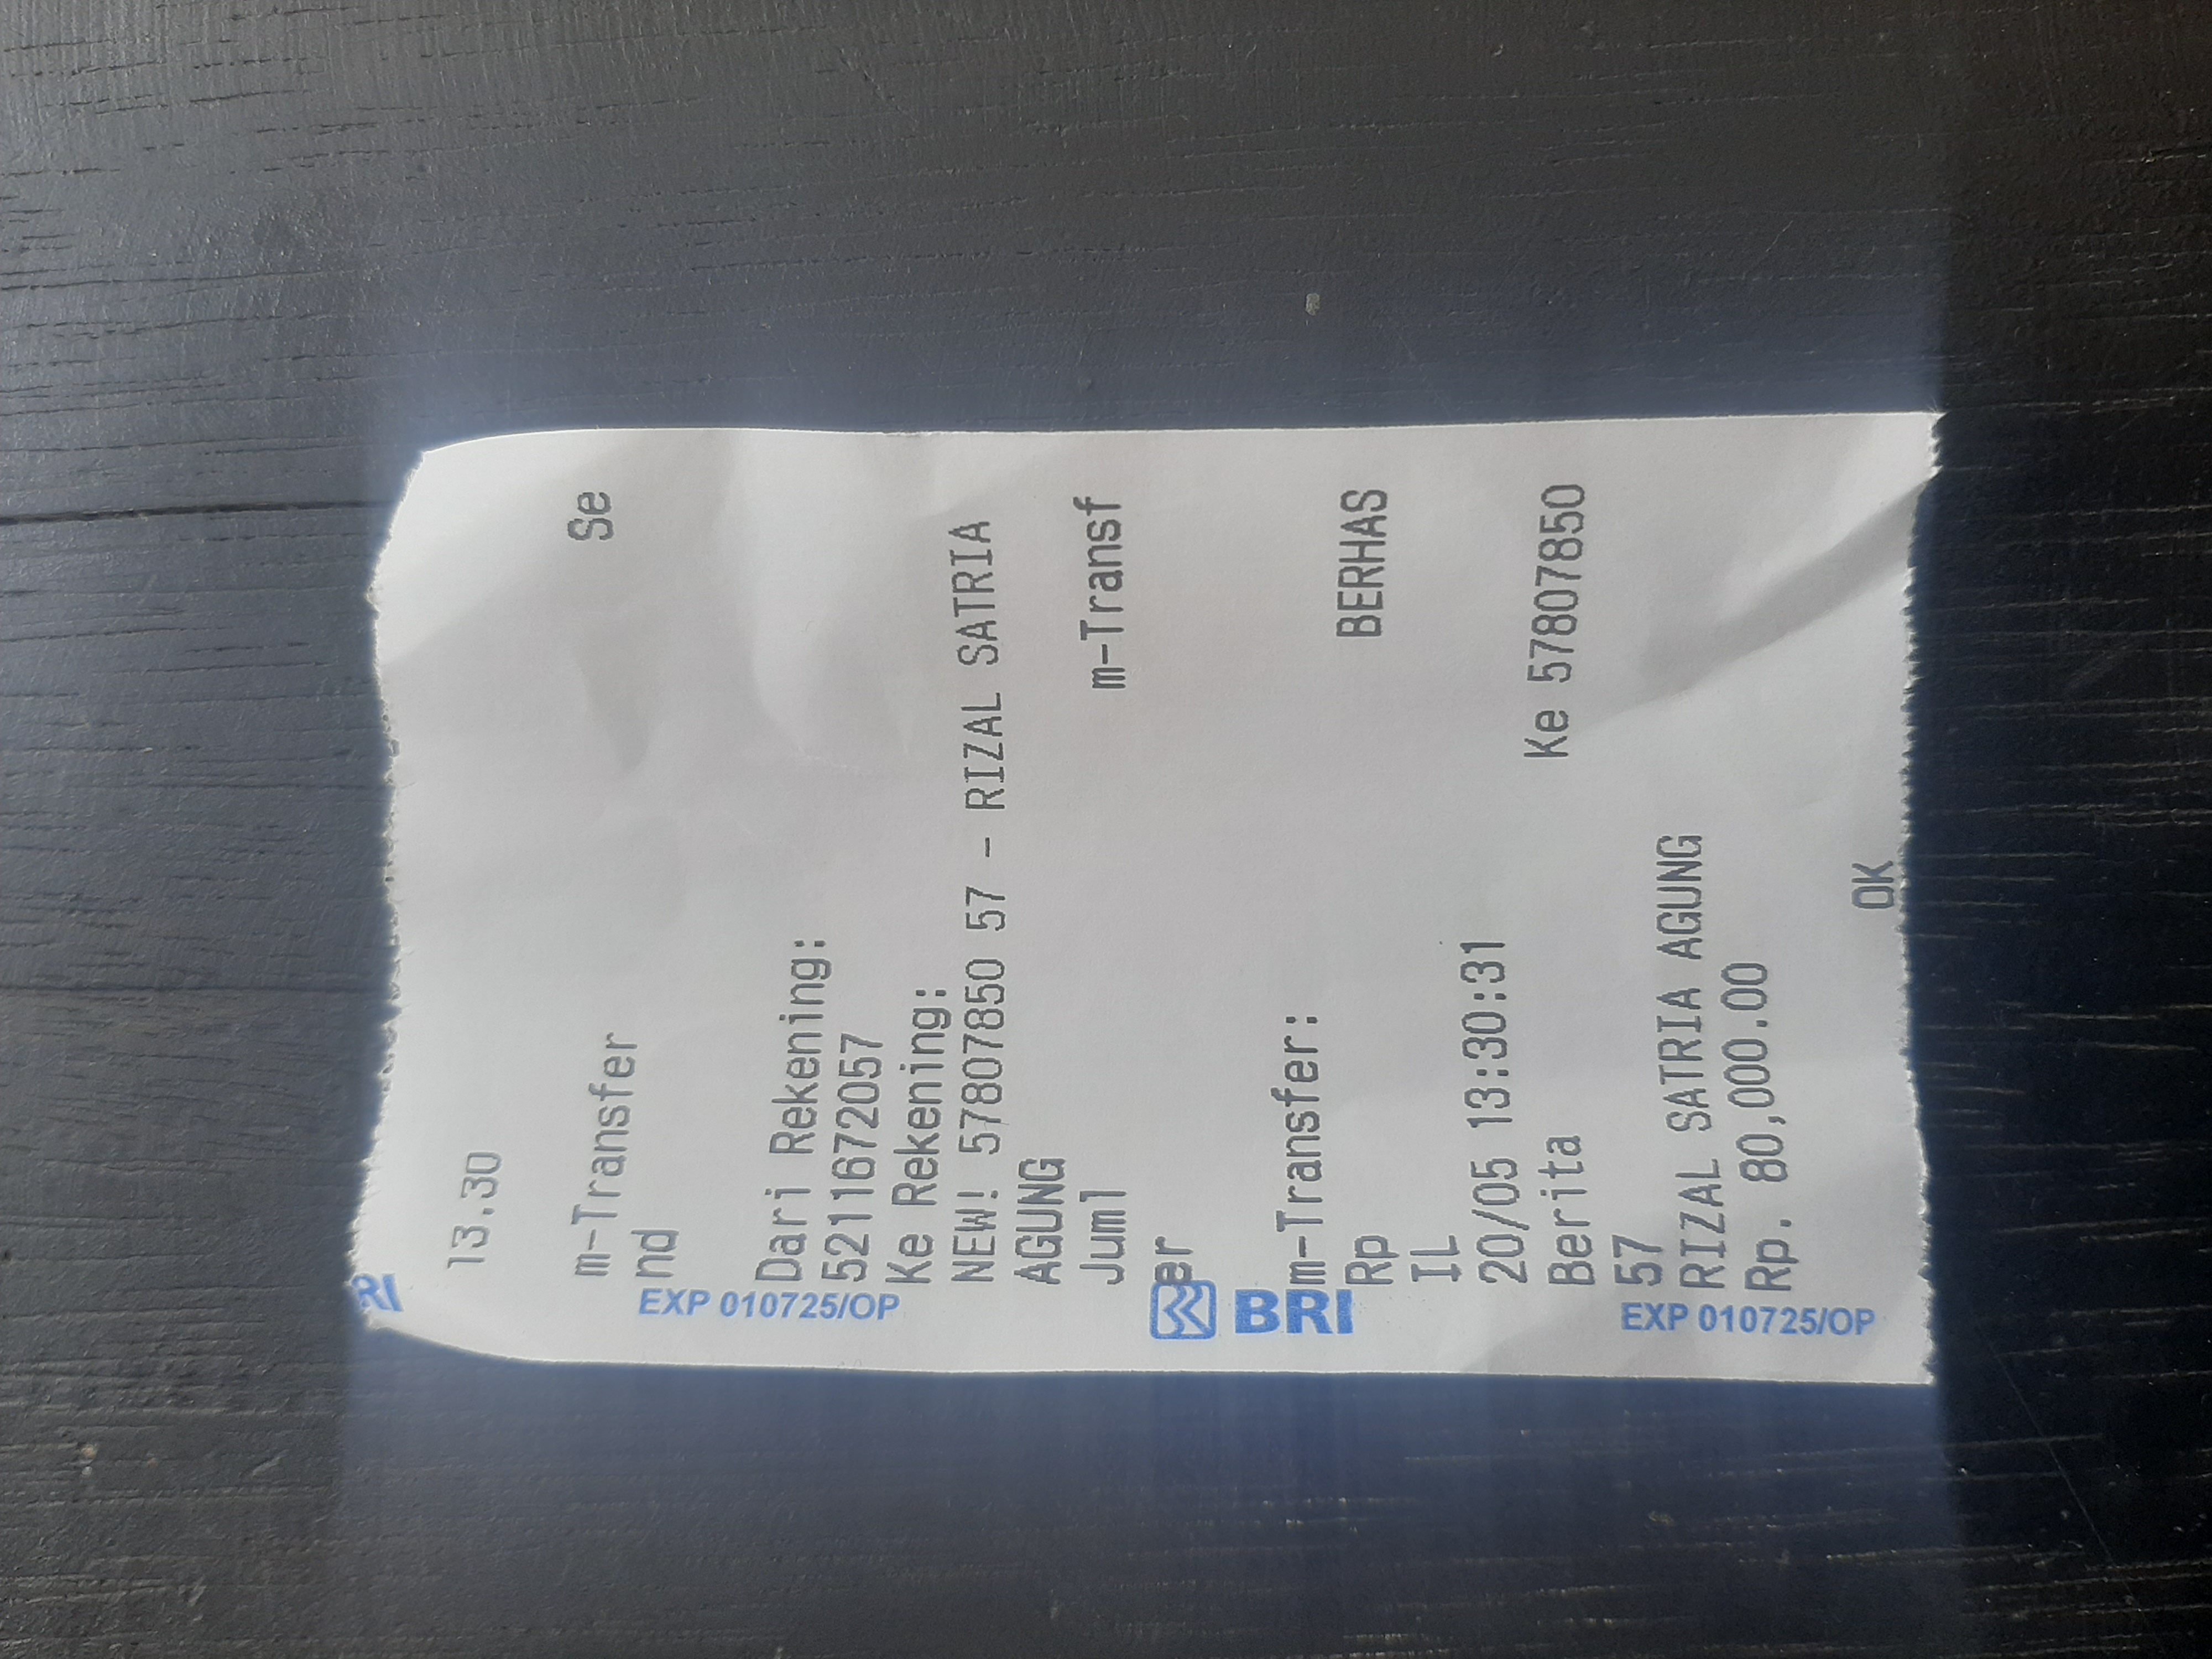 RI
13.30
m-Transfer Se
nd
EXP 010725/OP
Dari Rekening:
5211672057
Ke Rekening:
NEW! 5780785057 - RIZAL SATRIA
AGUNG
Juml m-Transf
er
BRI
m-Transfer:
Rp BERHAS
IL
20/05 13:30:31
Berita Ke 57807850
57
RIZAL SATRIA AGUNG
EXP 010725/OP
Rp. 80,000.00
OK